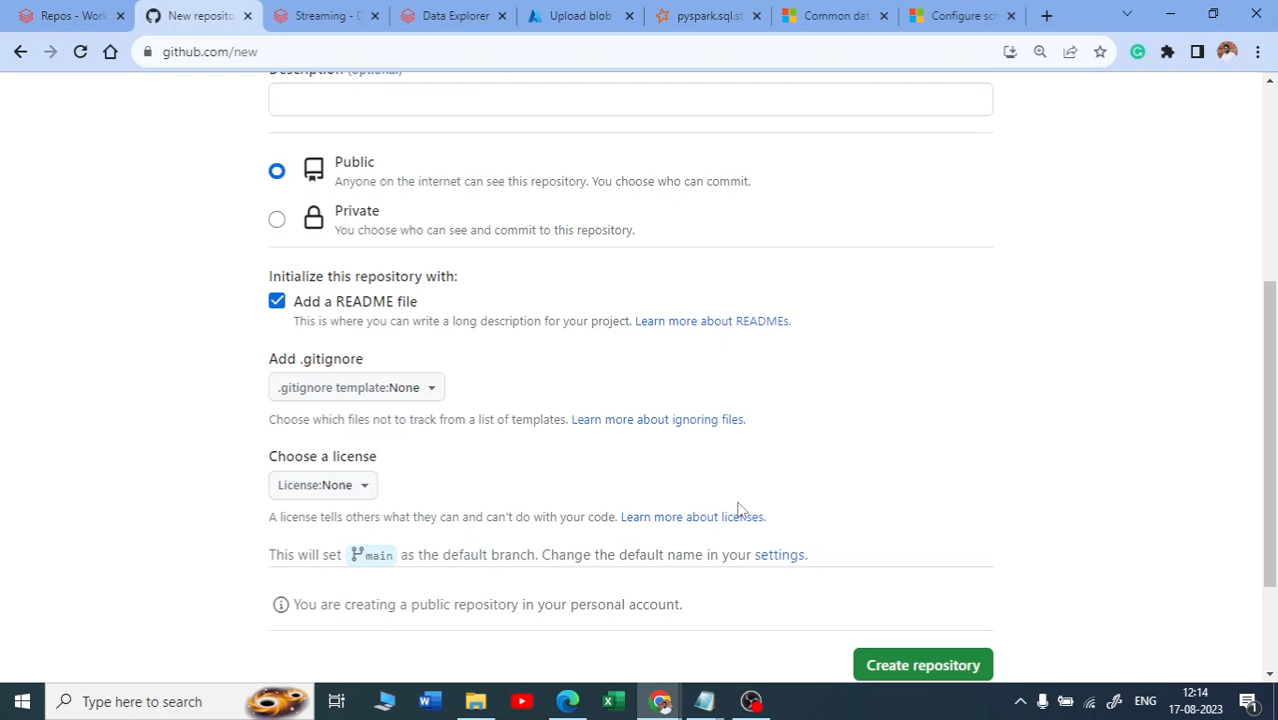 Repos - Work
New reposito
Streaming - D
Data Explorer
Upload blob
pyspark.sql.st
Common dat
Configure sch
github.com/new
Description (optional)
Public
Anyone on the internet can see this repository. You choose who can commit.
Private
You choose who can see and commit to this repository.
Initialize this repository with:
Add a README file
This is where you can write a long description for your project. Learn more about READMEs.
Add .gitignore
.gitignore template:None
Choose which files not to track from a list of templates. Learn more about ignoring files.
Choose a license
License:None
A license tells others what they can and can't do with your code. Learn more about licenses.
This will set main as the default branch. Change the default name in your settings.
You are creating a public repository in your personal account.
Create repository
Type here to search
ENG
12:14
17-08-2023
1